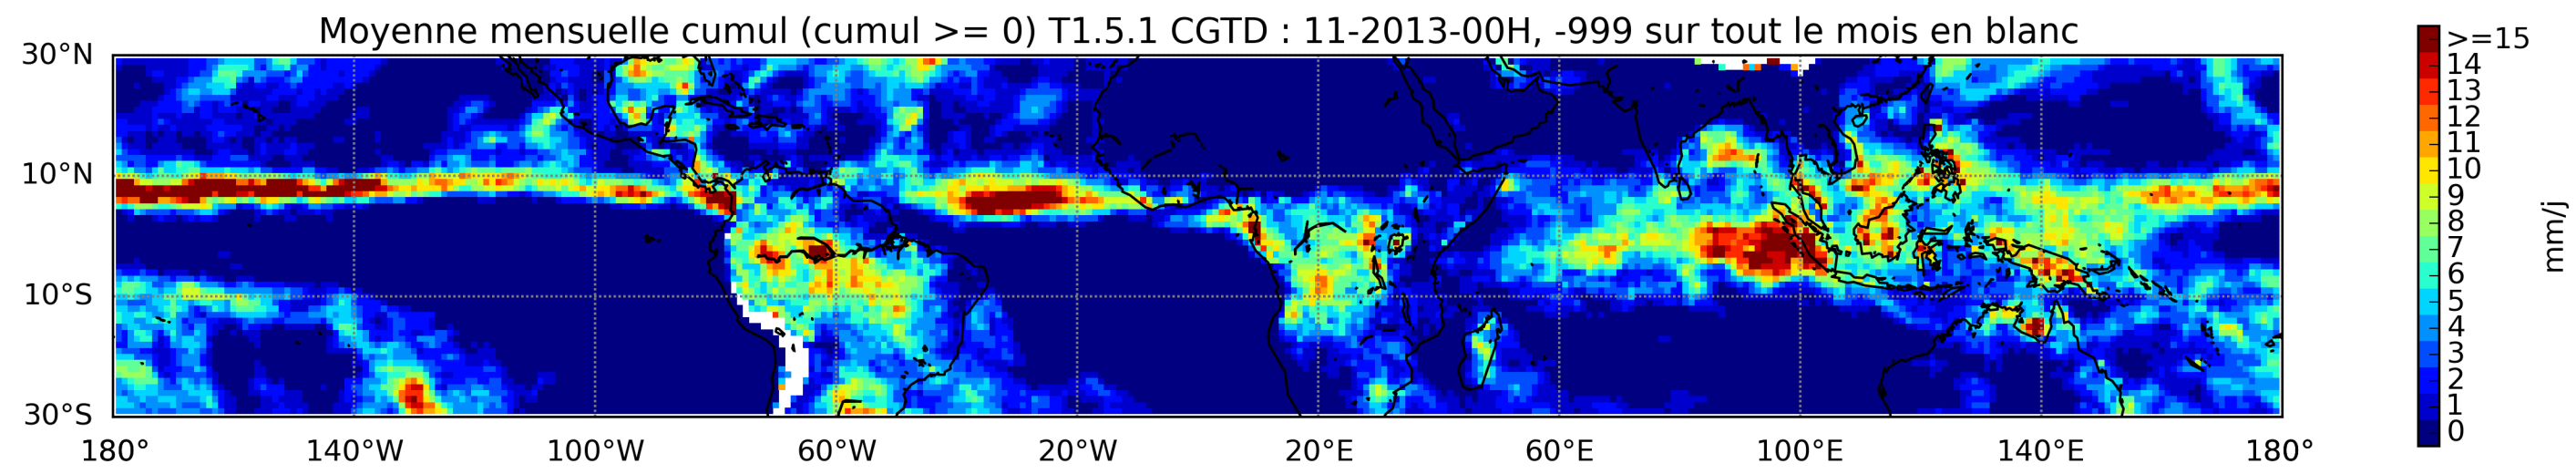 Moyenne mensuelle cumul (cumul >= 0) T1.5.1 CGTD : 11-2013-00H, -999 sur tout le mois en blanc
30°N
10°N
10°S
30°S
180°
140°W
100°W
60°W
20°W
20°E
60°E
100°E
140°E
180°
>=15
14
13
12
11
10
9
8
7
6
5
4
3
2
1
0
mm/j